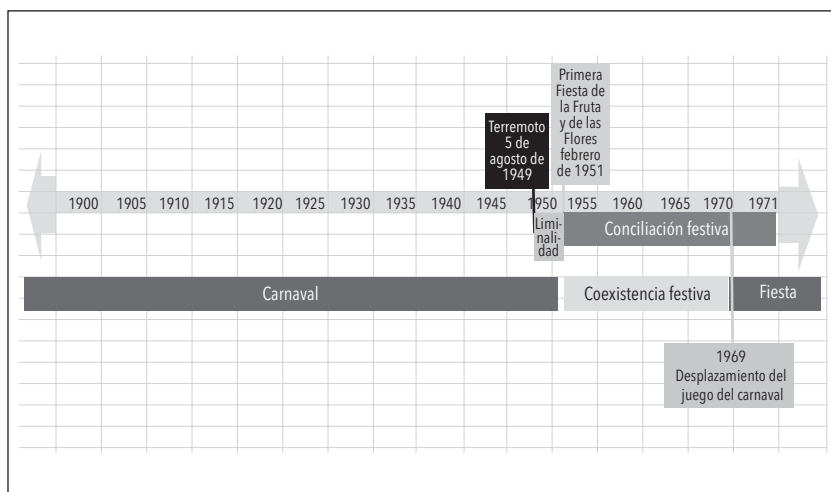 Primera
Fiesta de
la Fruta
y de las
Flores
febrero
de 1951
Terremoto
5 de
agosto de
1949
1900 1905 1910 1915 1920 1925 1930 1935 1940 1945 1950 1955 1960 1965 1970 1971
Limi-
nali-
dad
Conciliación festiva
Carnaval
Coexistencia festiva
Fiesta
1969
Desplazamiento del
juego del carnaval